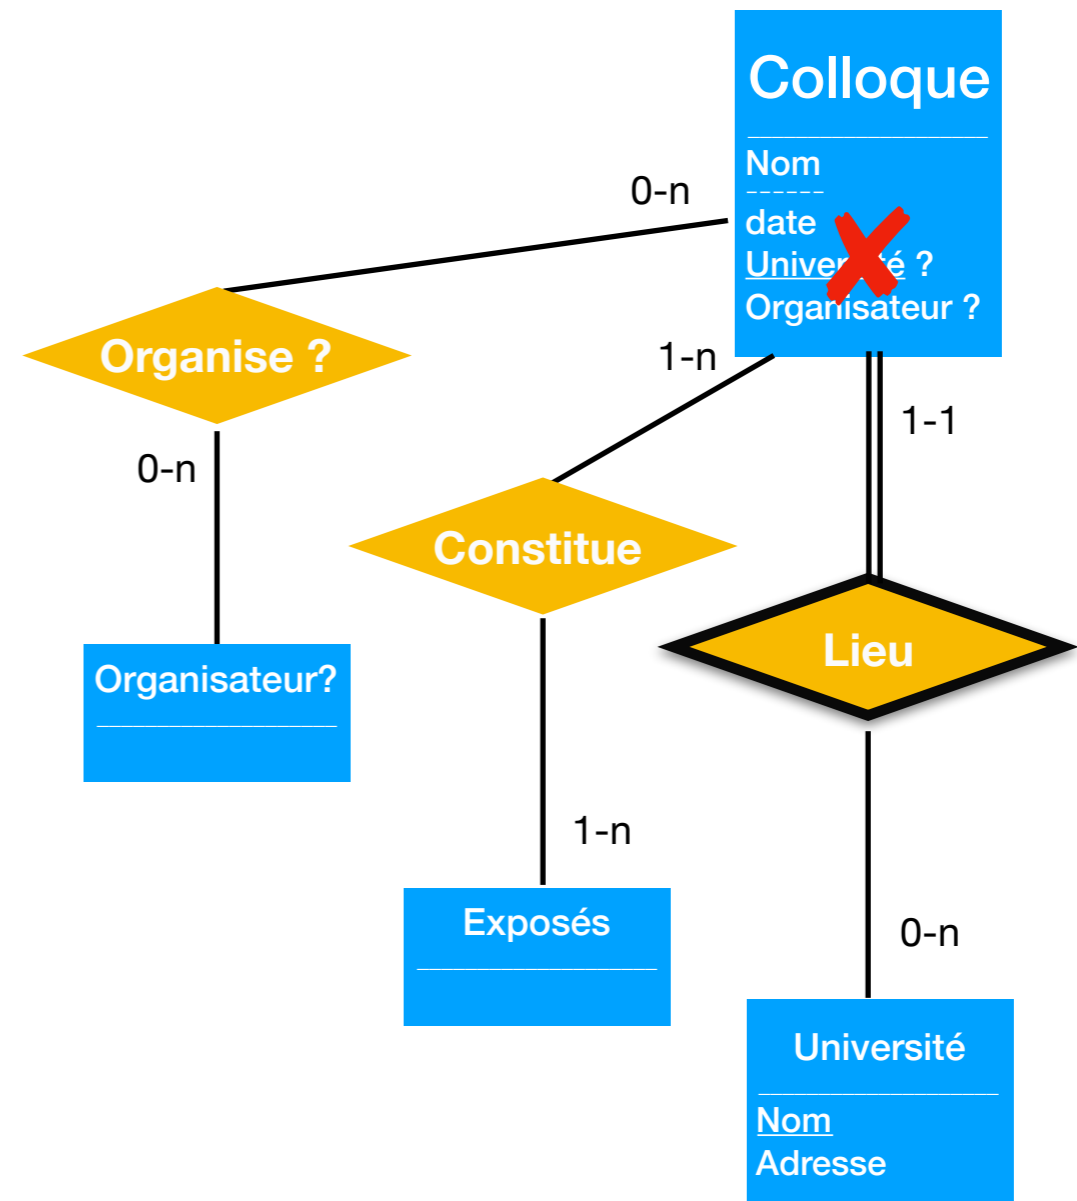 Colloque
Nom
date
Université ?
Organisateur ?
0-n
Organise ?
0-n
Organisateur?
1-n
Constitue
1-n
Exposés
1-1
Lieu
0-n
Université
Nom
Adresse